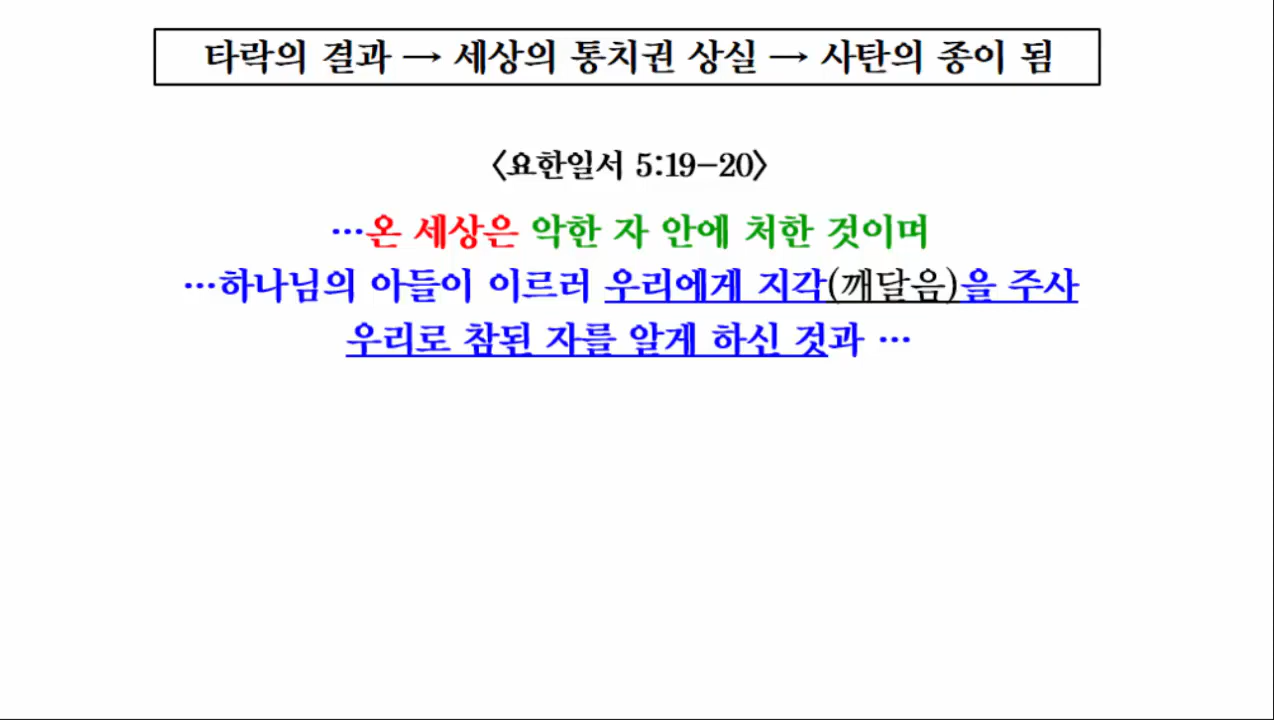 타락의 결과 → 세상의 통치권 상실 → 사탄의 종이 됨
〈요한일서 5:19-20〉
…온 세상은 악한 자 안에 처한 것이며
…하나님의 아들이 이르러 우리에게 지각(깨달음)을 주사
우리로 참된 자를 알게 하신 것과 …